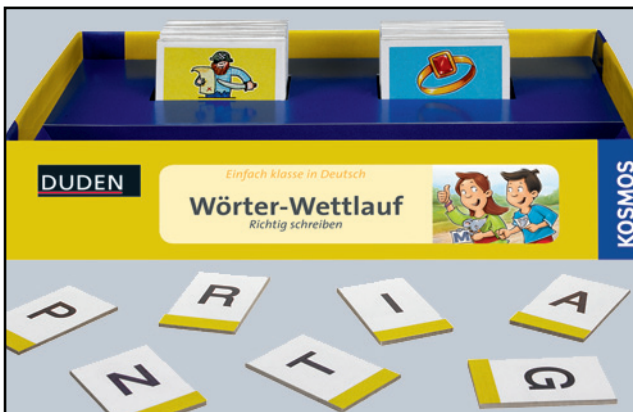 Einfach klasse in Deutsch
DUDEN
Wörter-Wettlauf
Richtig schreiben
KOSMOS
M
P R I A
N T G